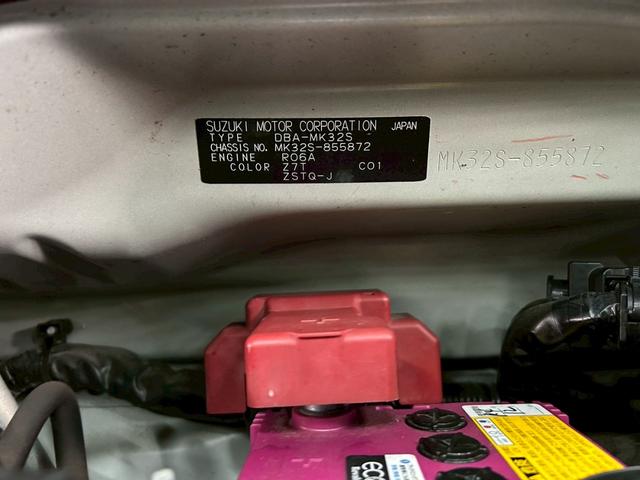 SUZUKI MOTOR CORPORATION JAPAN
TYPE DBA-MK32S
CHASSIS NO. MK32S-855872
ENGINE R06A
COLOR Z7T C01
ZSTQ-J
MK32S-855872
eco